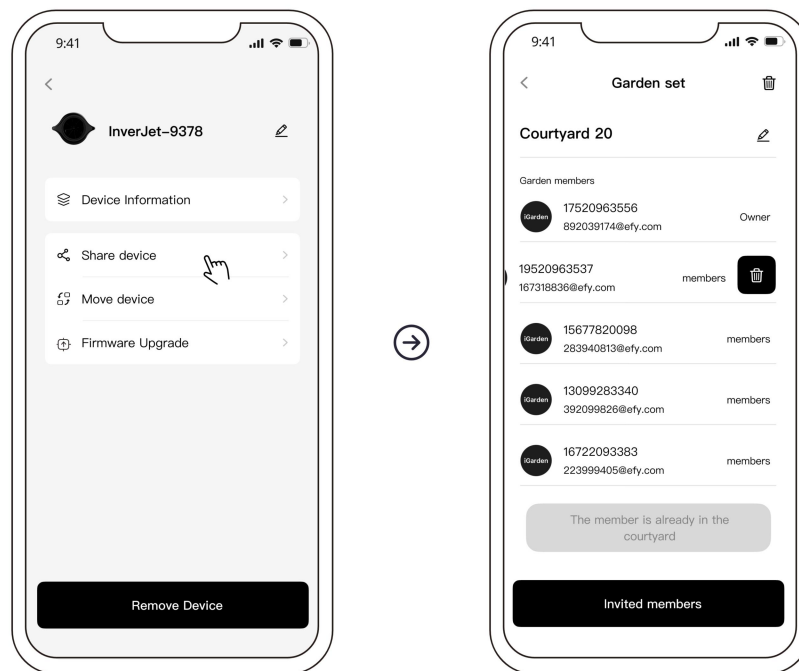 9:41
InverJet-9378
Device Information
Share device
Move device
Firmware Upgrade
Remove Device
9:41
Garden set
Courtyard 20
Garden members
iGarden
17520963556
892039174@efy.com
Owner
19520963537
167318836@efy.com
members
iGarden
15677820098
283940813@efy.com
members
iGarden
13099283340
392099826@efy.com
members
iGarden
16722093383
223999405@efy.com
members
The member is already in the
courtyard
Invited members